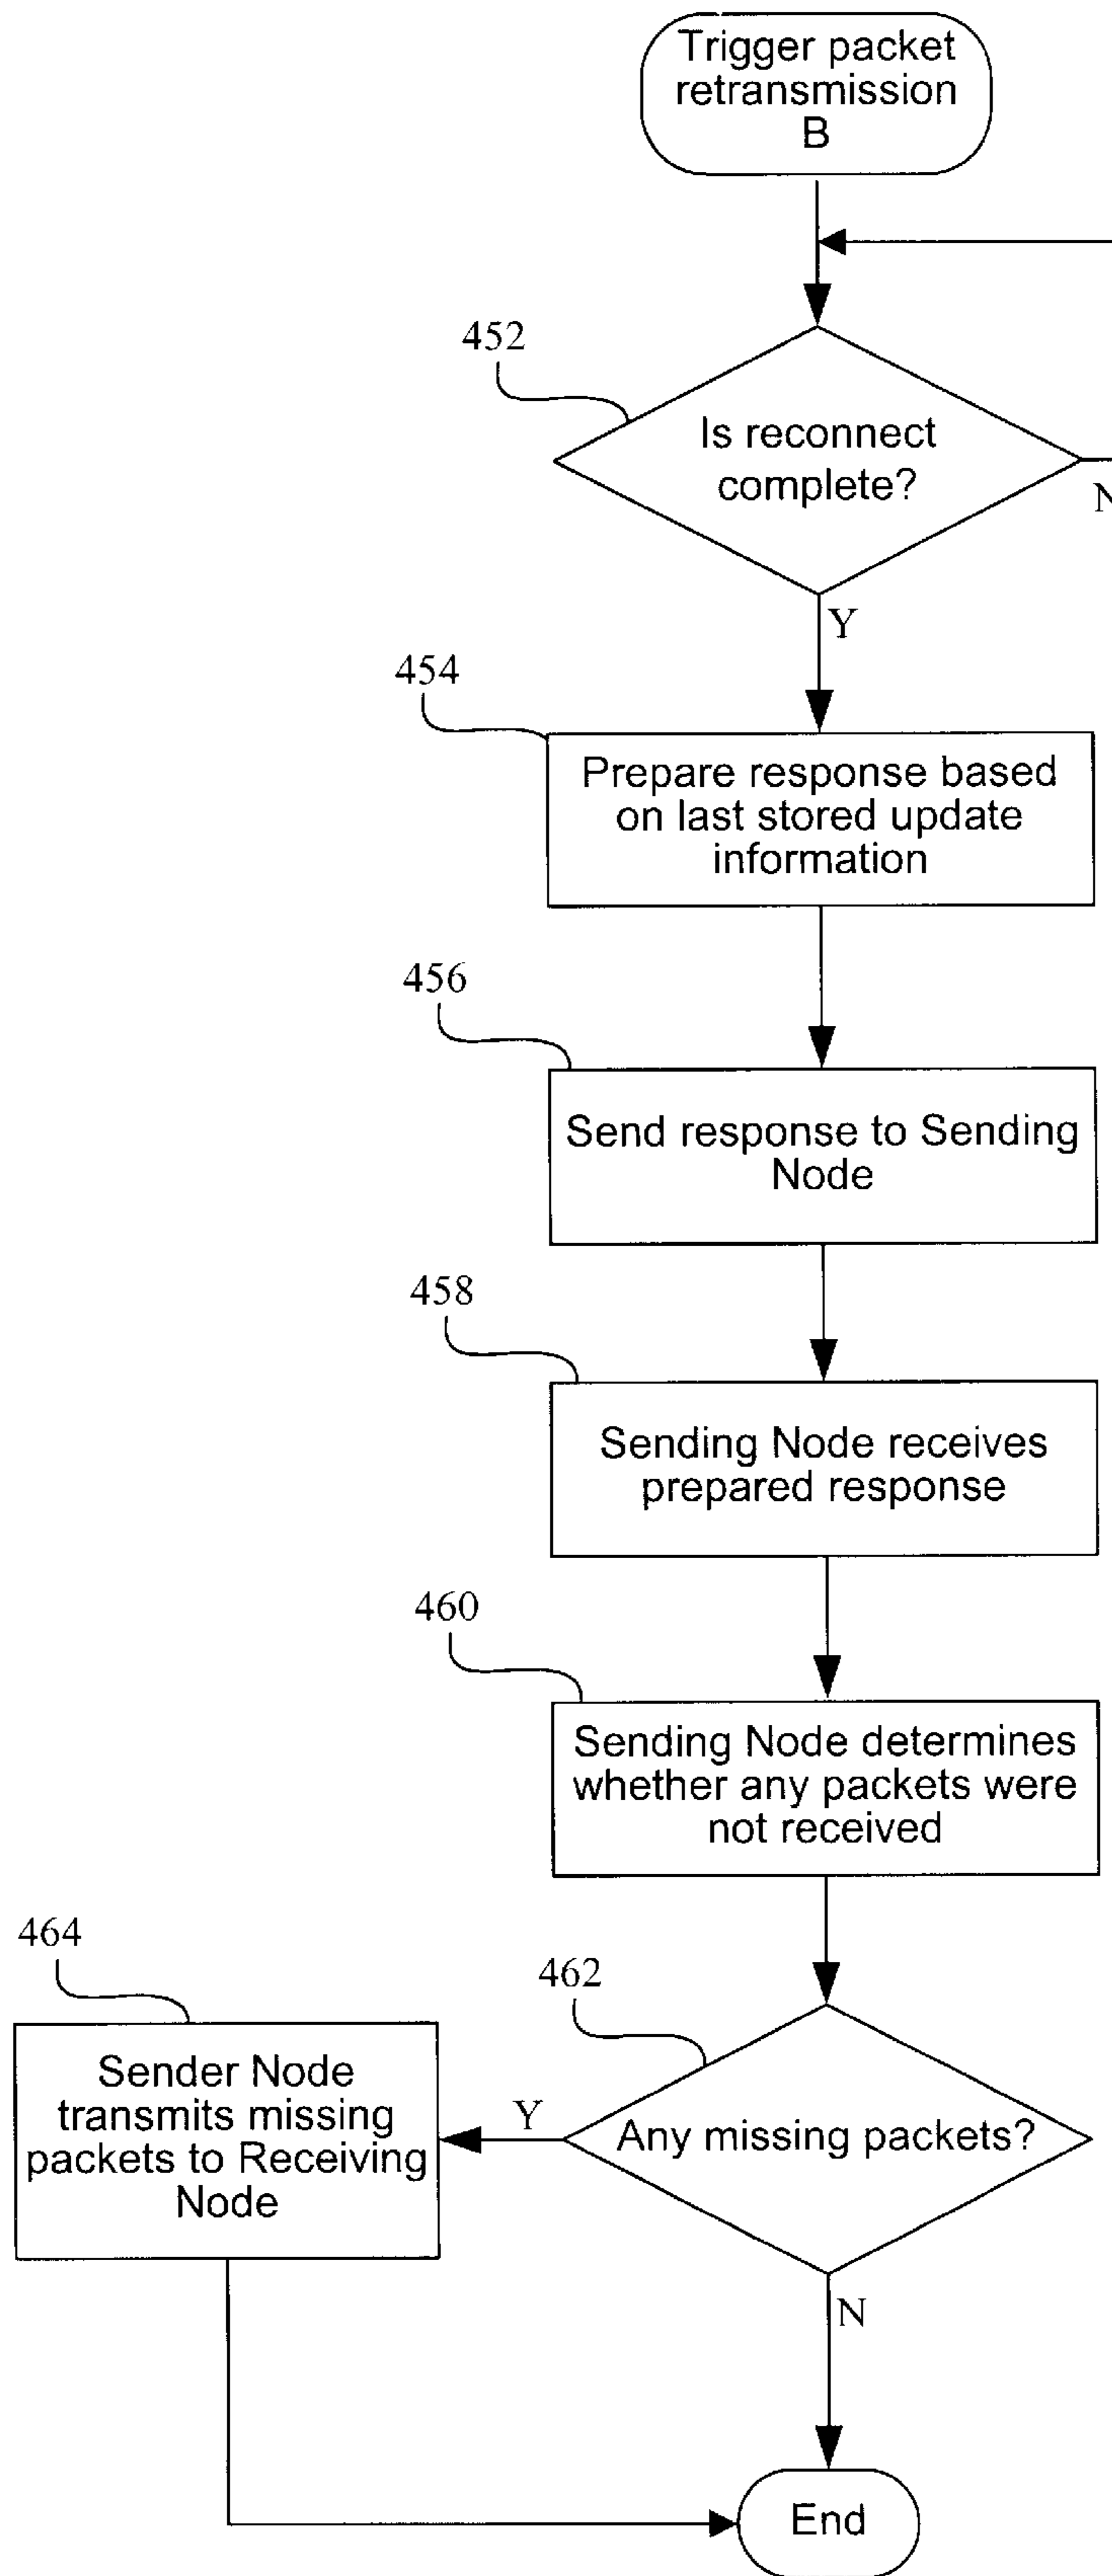 Trigger packet
retransmission
B
452
Is reconnect
complete?
N
Y
454
Prepare response based
on last stored update
information
456
Send response to Sending
Node
458
Sending Node receives
prepared response
460
Sending Node determines
whether any packets were
not received
464
462
Sender Node
transmits missing
packets to Receiving
Node
Y
Any missing packets?
N
End